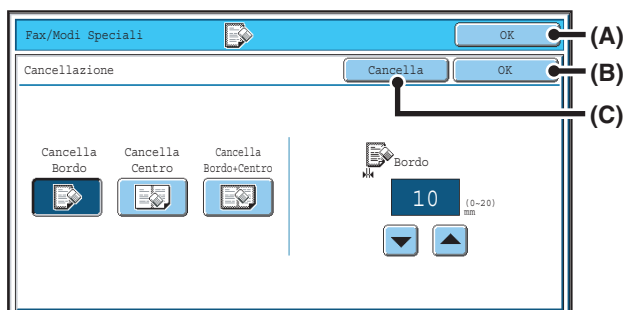 Fax/Modi Speciali OK (A)
Cancellazione Cancella OK (B)
(C)
Cancella Cancella Cancella
Bordo Centro Bordo+Centro
Bordo
10 (0~20)
mm